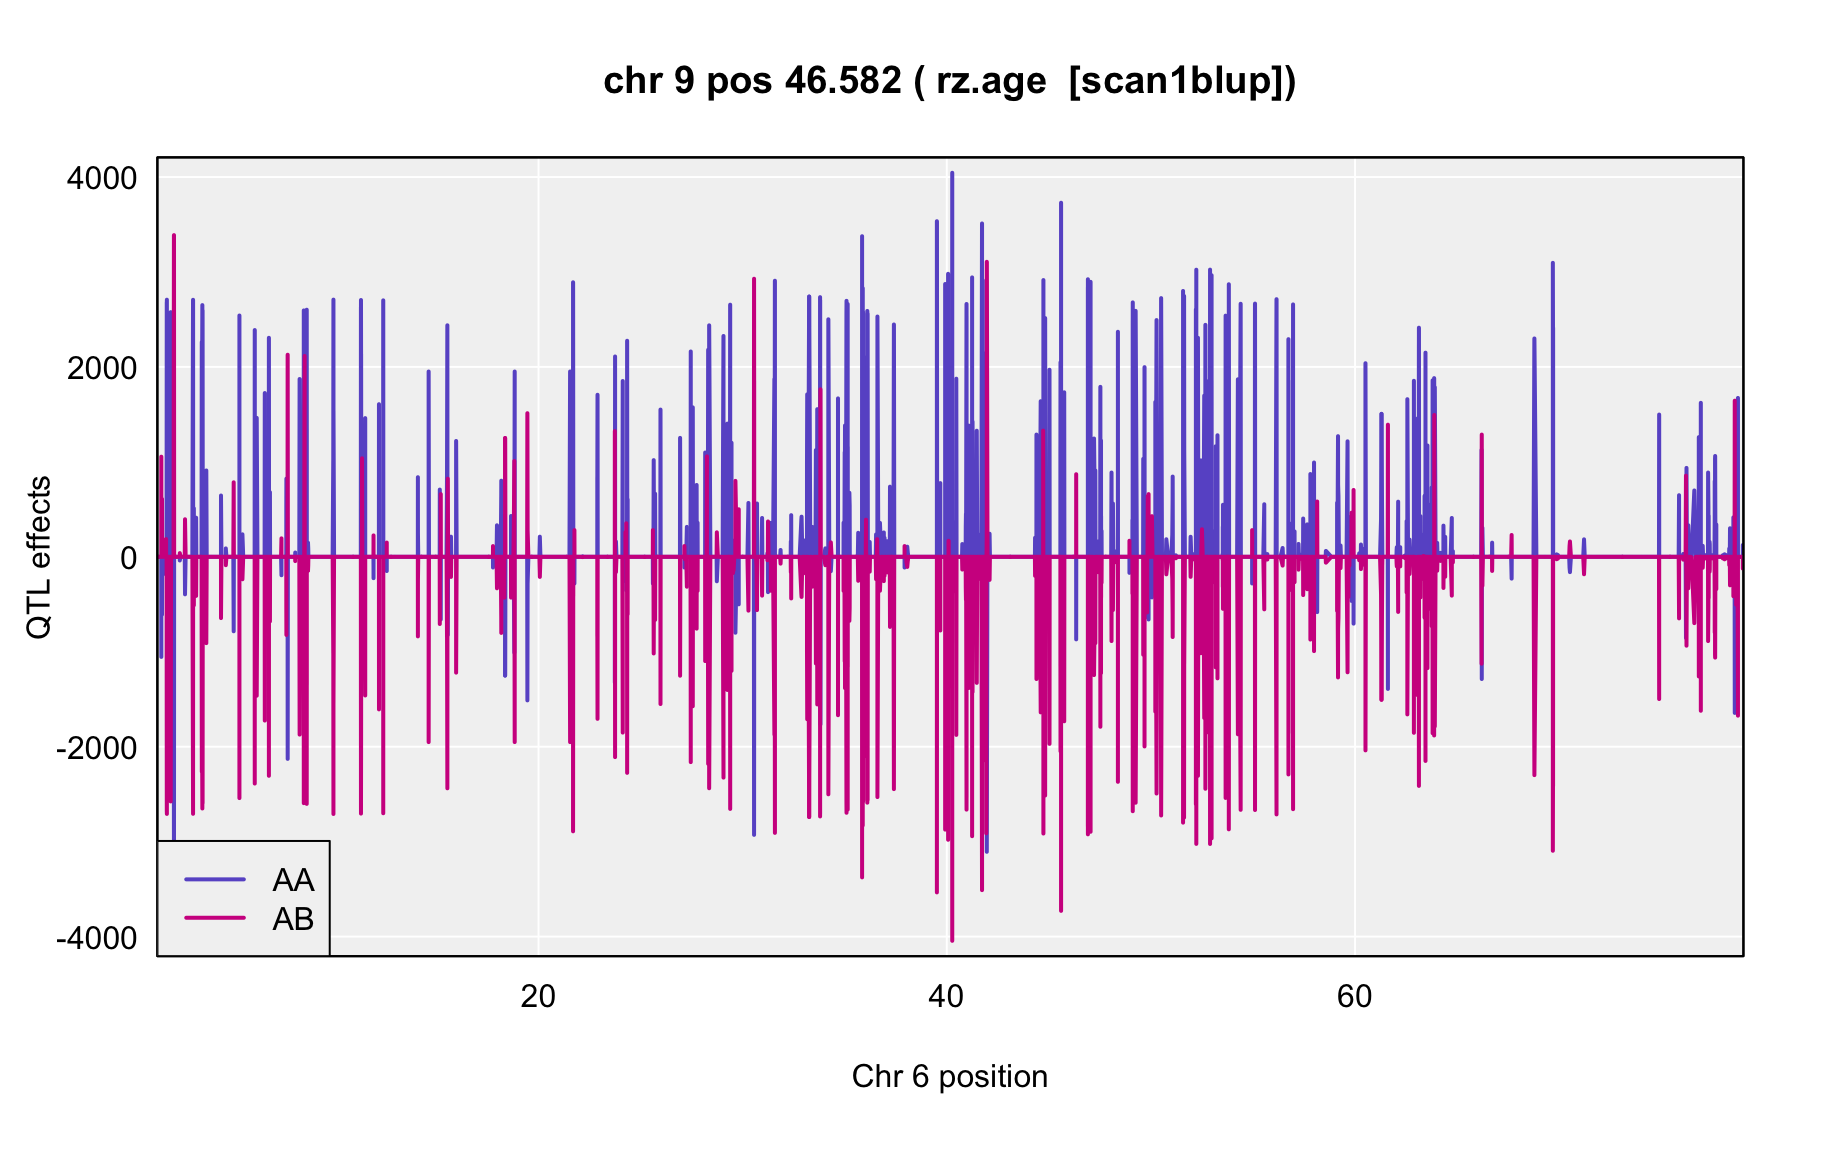 chr 9 pos 46.582 ( rz.age  [scan1blup])
QTL effects
4000
2000
0
-2000
-4000
AA
AB
20
40
60
Chr 6 position